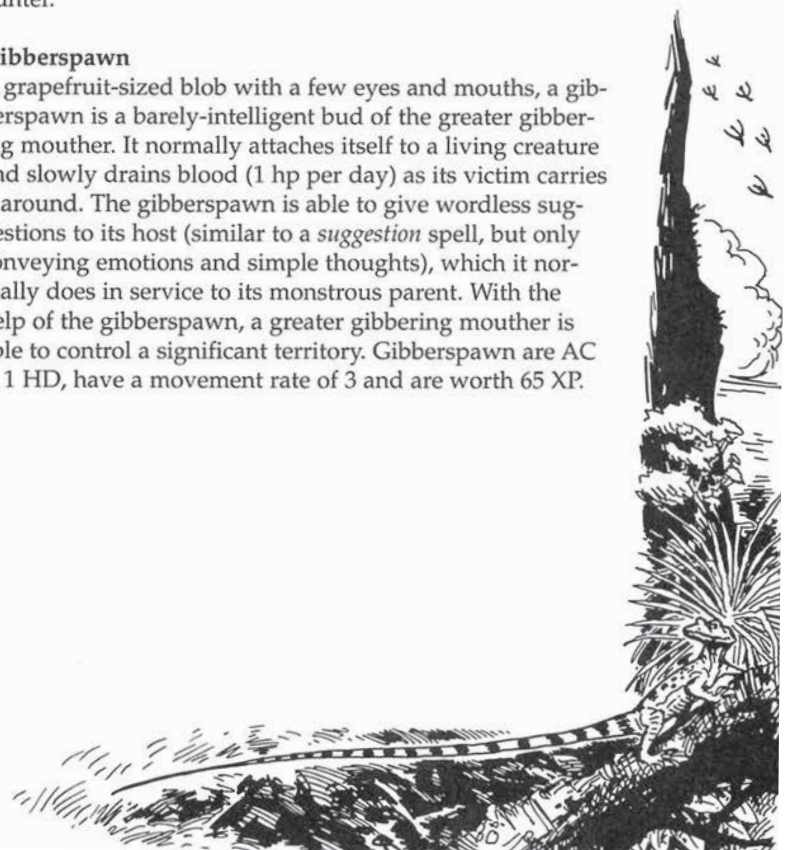 unter.
ibberspawn
grapefruit-sized blob with a few eyes and mouths, a gib-
erspawn is a barely-intelligent bud of the greater gibber-
g mouther. It normally attaches itself to a living creature
nd slowly drains blood (1 hp per day) as its victim carries
around. The gibberspawn is able to give wordless sug-
estions to its host (similar to a suggestion spell, but only
onveying emotions and simple thoughts), which it nor-
ally does in service to its monstrous parent. With the
elp of the gibberspawn, a greater gibbering mouther is
ble to control a significant territory. Gibberspawn are AC
1 HD, have a movement rate of 3 and are worth 65 XP.